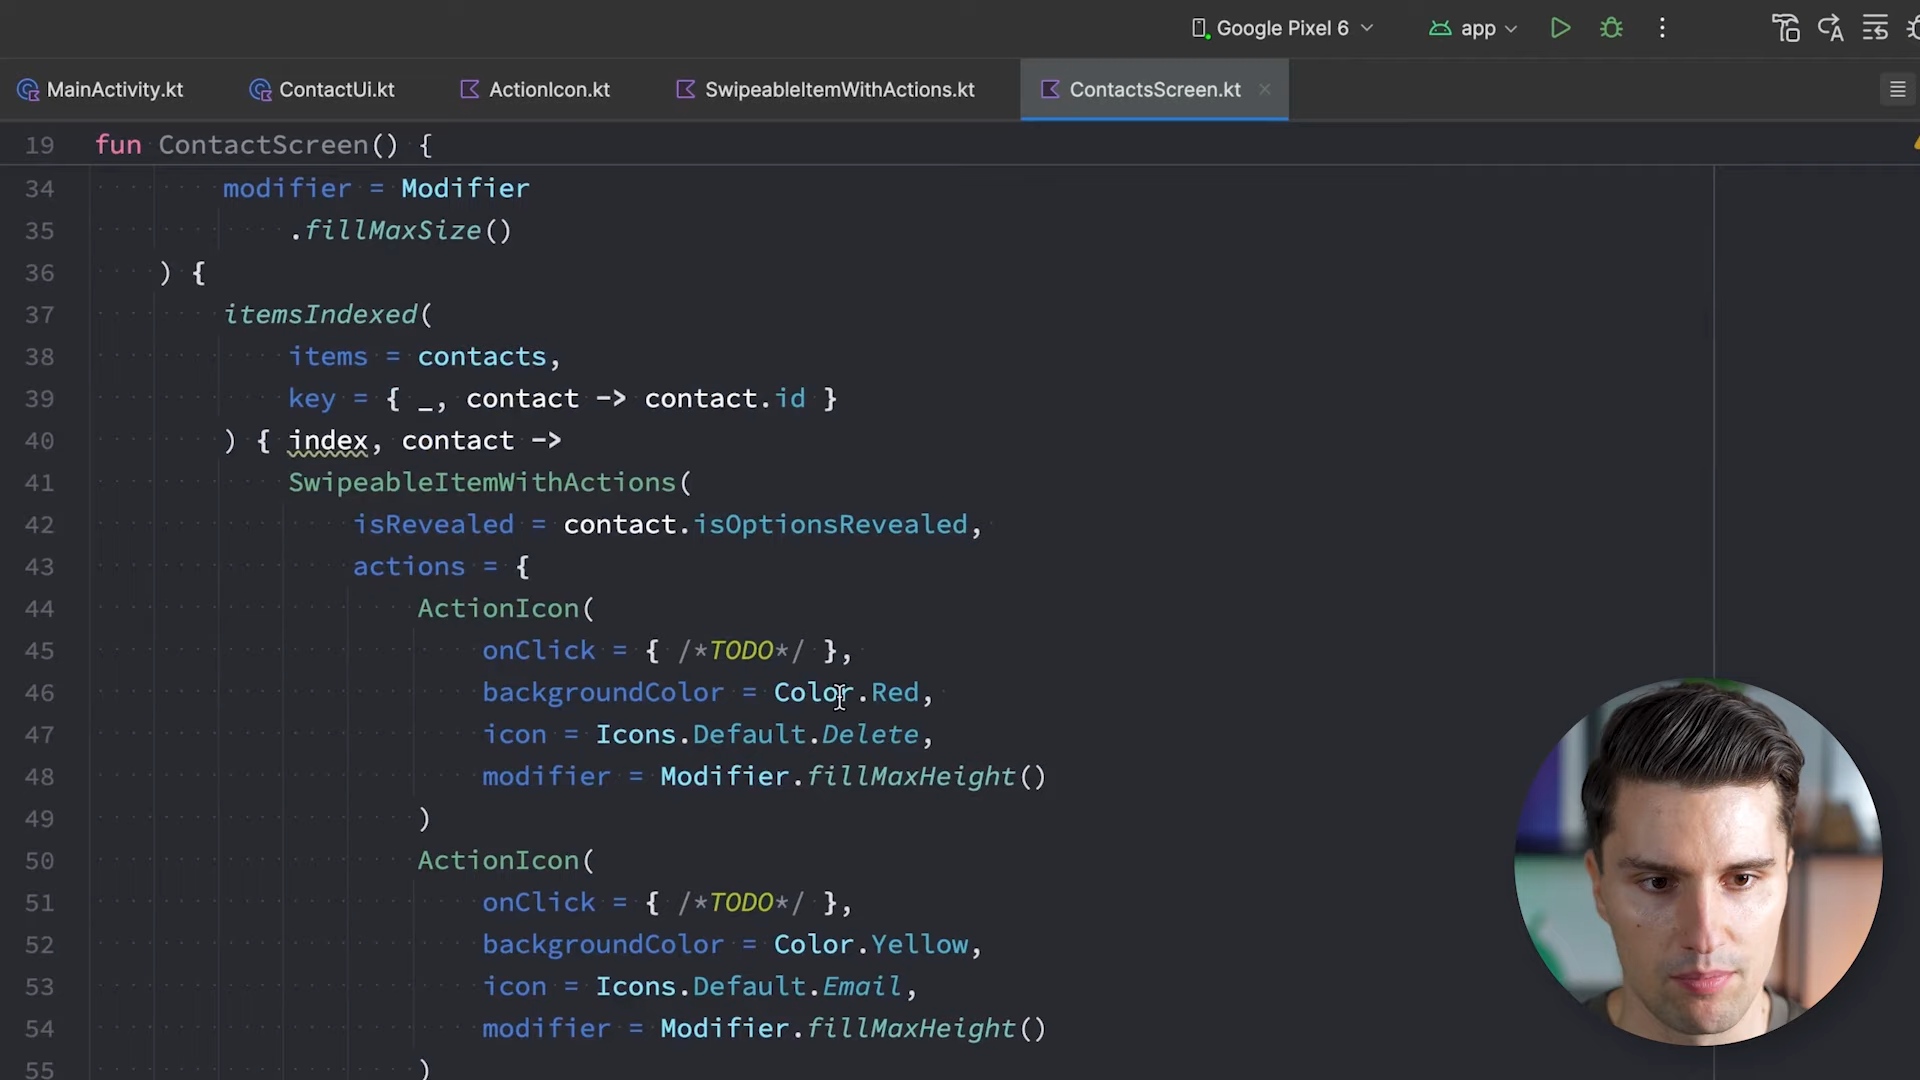 Google Pixel 6
app
MainActivity.kt
ContactUi.kt
ActionIcon.kt
SwipeableItemWithActions.kt
ContactsScreen.kt
19 fun ContactScreen() {
34 modifier = Modifier
35 .fillMaxSize()
36 ) {
37 itemsIndexed(
38 items = contacts,
39 key = { _, contact -> contact.id }
40 ) { index, contact ->
41 SwipeableItemWithActions(
42 isRevealed = contact.isOptionsRevealed,
43 actions = {
44 ActionIcon(
45 onClick = { /*TODO*/ },
46 backgroundColor = Color.Red,
47 icon = Icons.Default.Delete,
48 modifier = Modifier.fillMaxHeight()
49 )
50 ActionIcon(
51 onClick = { /*TODO*/ },
52 backgroundColor = Color.Yellow,
53 icon = Icons.Default.Email,
54 modifier = Modifier.fillMaxHeight()
55 )